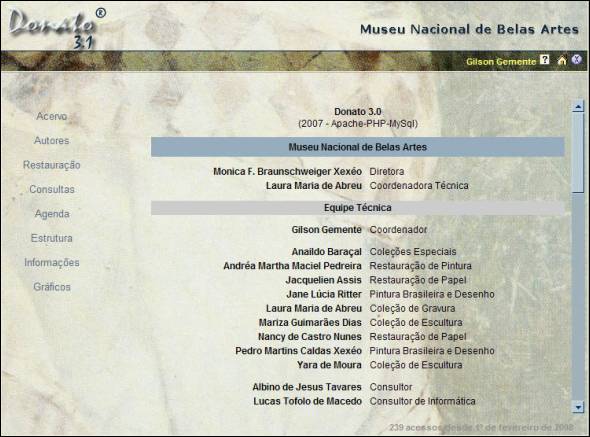 Donato ®
3.1
Museu Nacional de Belas Artes
Gilson Gemente ? X
Acervo
Autores
Restauração
Consultas
Agenda
Estrutura
Informações
Gráficos
Donato 3.0
(2007 - Apache-PHP-MySql)
Museu Nacional de Belas Artes
Monica F. Braunschweiger Xexéo Diretora
Laura Maria de Abreu Coordenadora Técnica
Equipe Técnica
Gilson Gemente Coordenador
Anaildo Baraçal Coleções Especiais
Andréa Martha Maciel Pedreira Restauração de Pintura
Jacquelien Assis Restauração de Papel
Jane Lúcia Ritter Pintura Brasileira e Desenho
Laura Maria de Abreu Coleção de Gravura
Mariza Guimarães Dias Coleção de Escultura
Nancy de Castro Nunes Restauração de Papel
Pedro Martins Caldas Xexéo Pintura Brasileira e Desenho
Yara de Moura Coleção de Escultura
Albino de Jesus Tavares Consultor
Lucas Tofolo de Macedo Consultor de Informática
239 acessos desde 1º de fevereiro de 2008